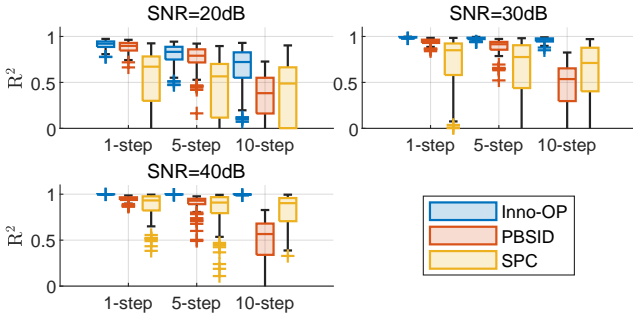 SNR=20dB
R²
1
0.5
0
1-step 5-step 10-step
SNR=30dB
1
0.5
0
1-step 5-step 10-step
SNR=40dB
R²
1
0.5
0
1-step 5-step 10-step
Inno-OP
PBSID
SPC